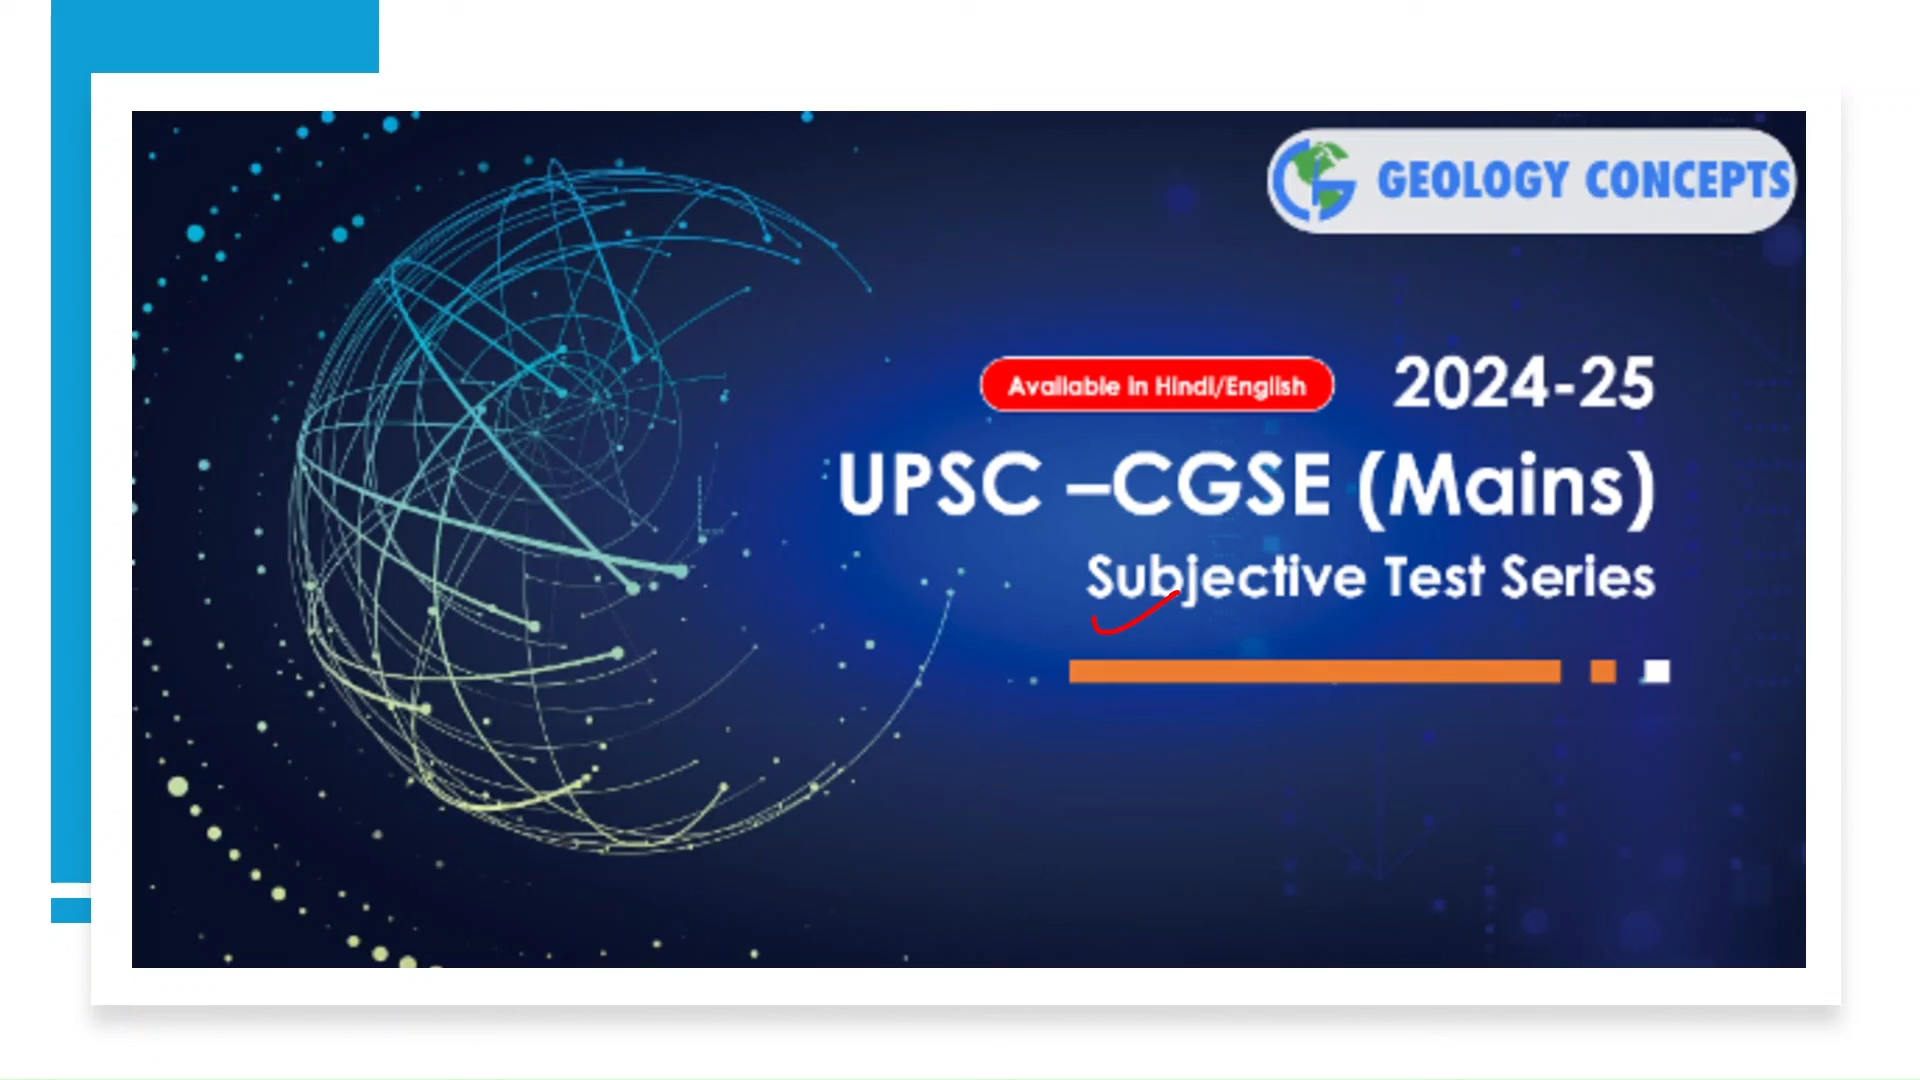 GEOLOGY CONCEPTS
Available in Hindi/English
2024-25
UPSC –CGSE (Mains)
Subjective Test Series